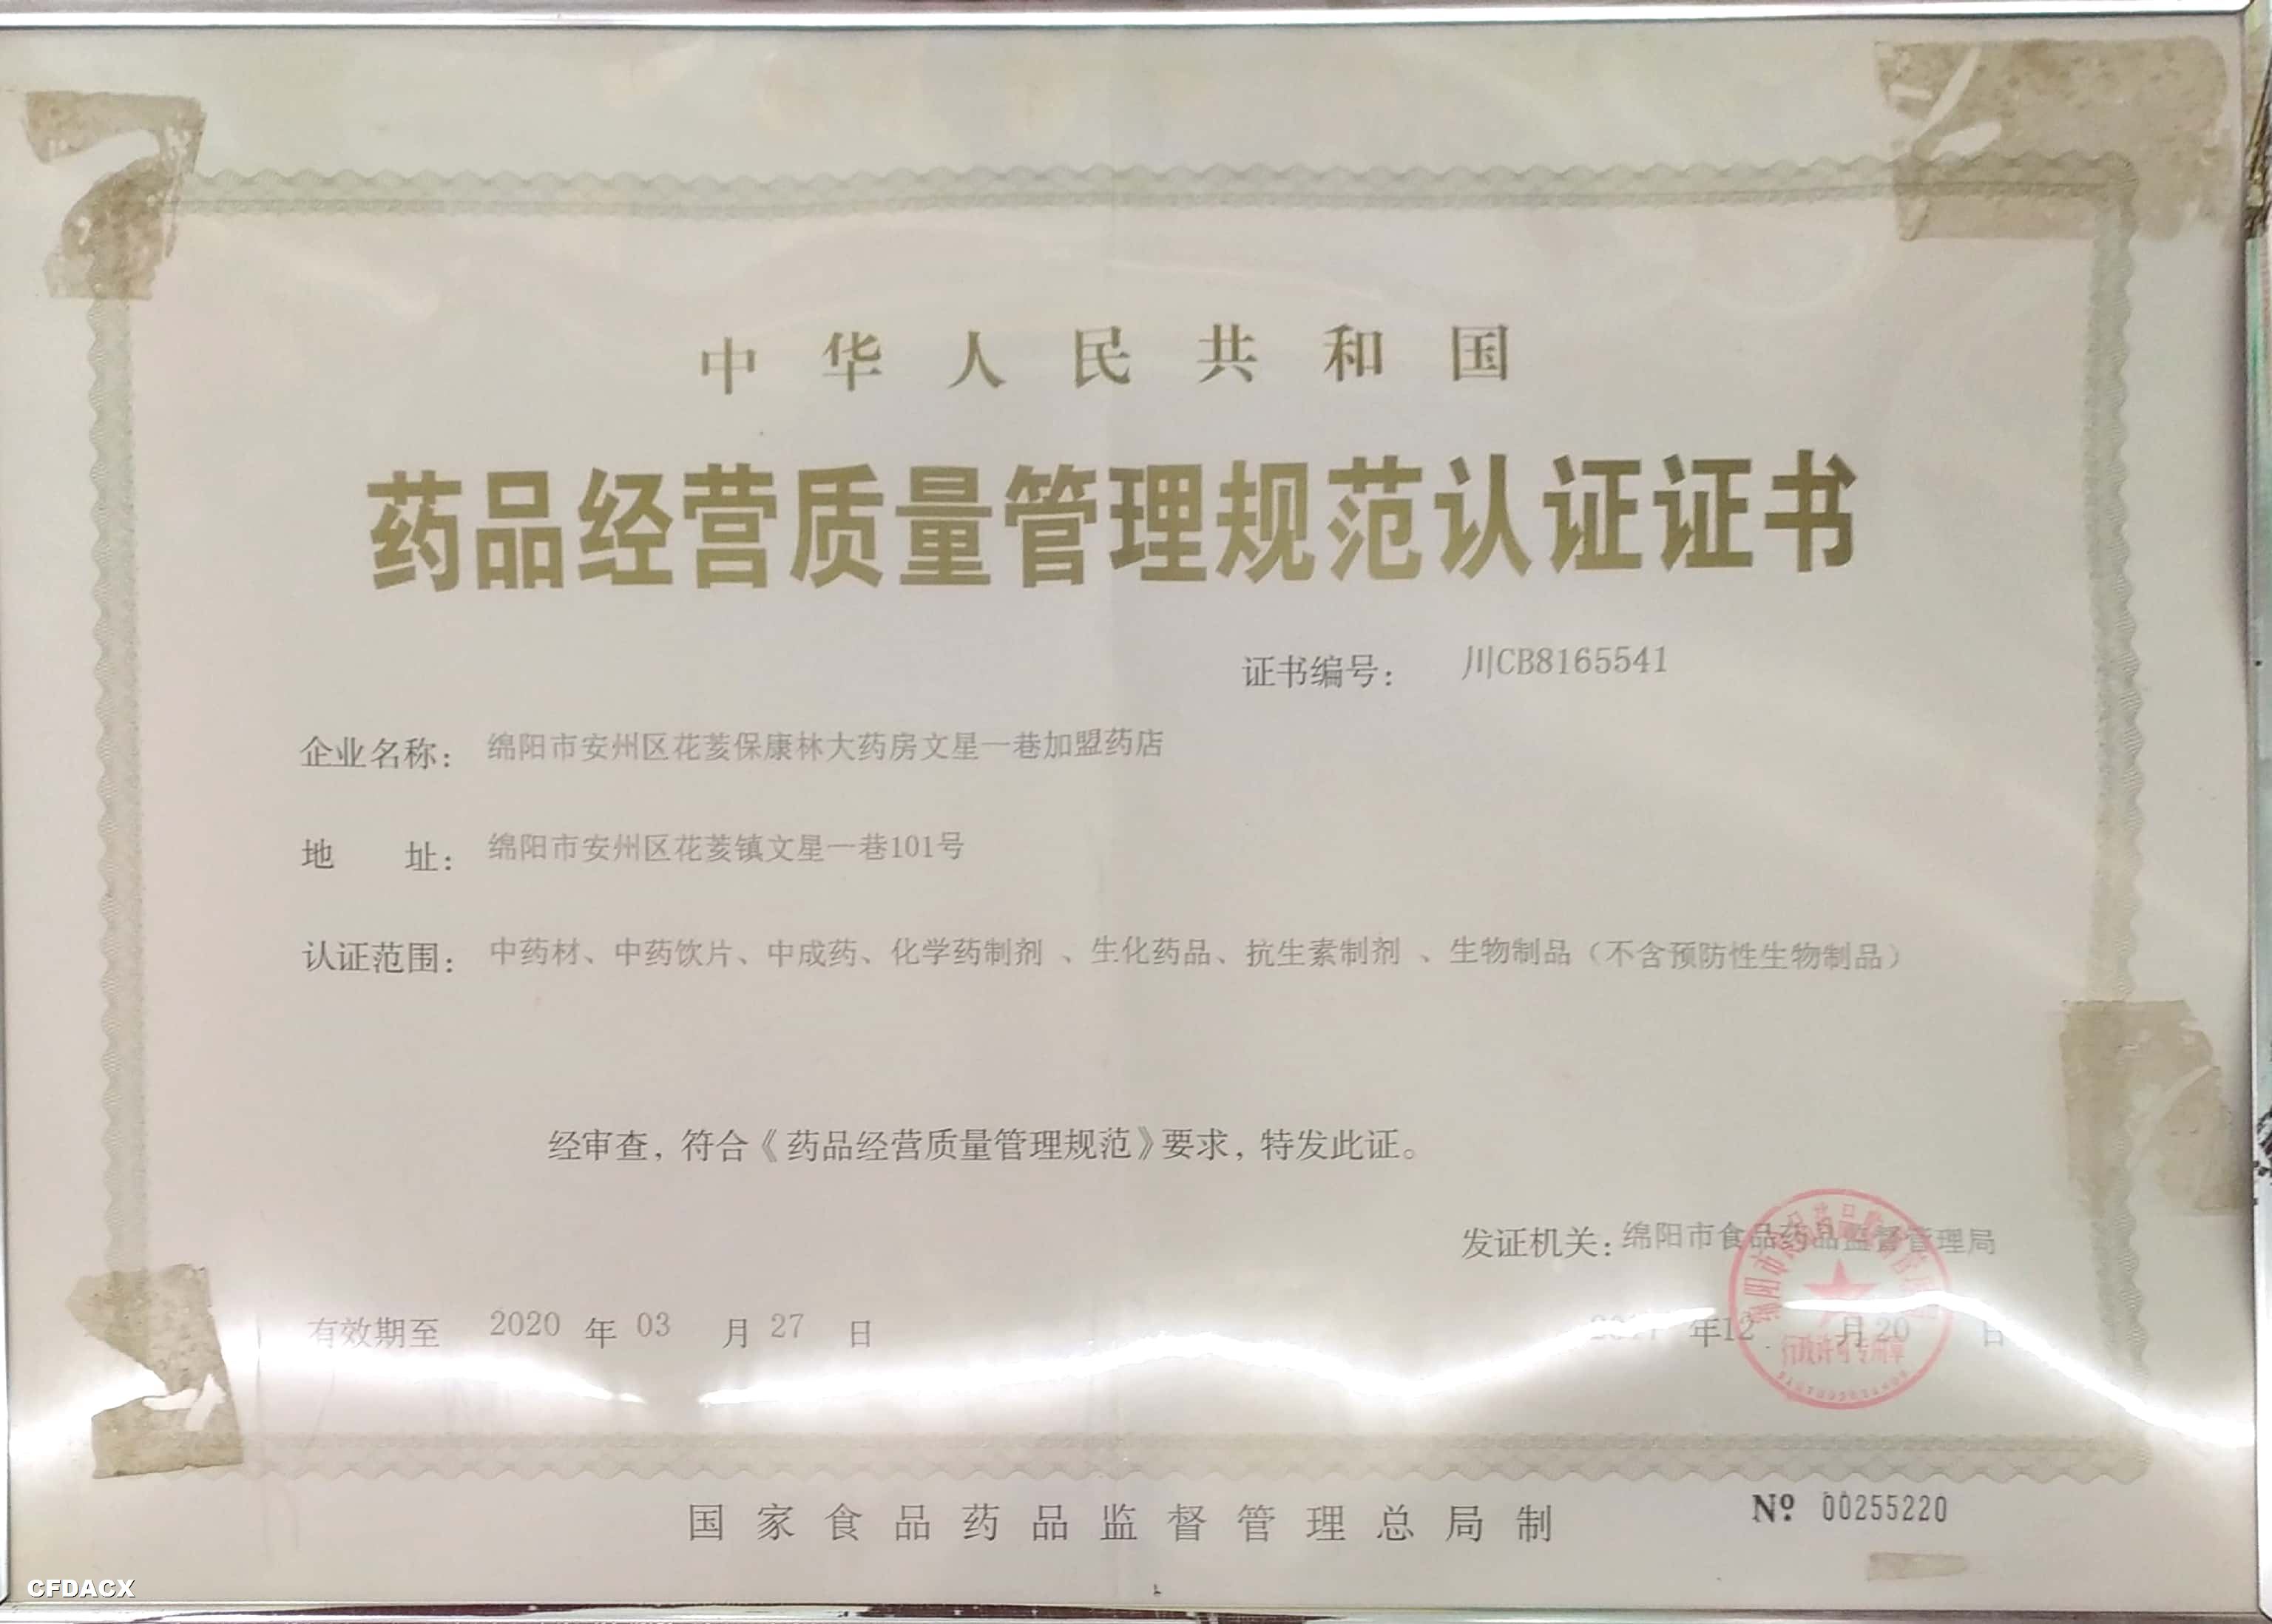 中华人民共和国
药品经营质量管理规范认证证书
证书编号： 川CB8165541
企业名称： 绵阳市安州区花荄保康林大药房文星一巷加盟药店
地 址： 绵阳市安州区花荄镇文星一巷101号
认证范围： 中药材、中药饮片、中成药、化学药制剂 、生化药品、抗生素制剂 、生物制品（不含预防性生物制品）
经审查，符合《药品经营质量管理规范》要求，特发此证。
发证机关： 绵阳市食品药品监督管理局
有效期至 2020 年 03 月 27 日
年 12 月 20 日
行政许可专用章
国家食品药品监督管理总局制
Nº 00255220
CFDACX